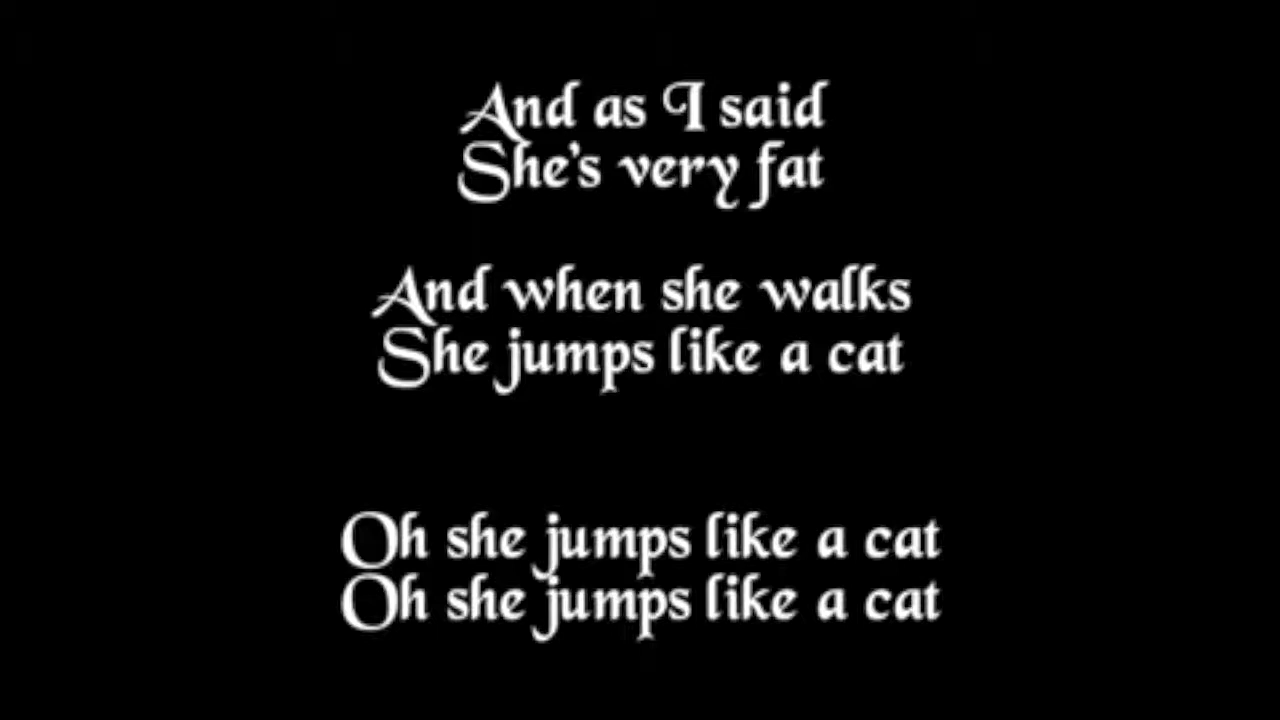 And as I said
She's very fat
And when she walks
She jumps like a cat
Oh she jumps like a cat
Oh she jumps like a cat